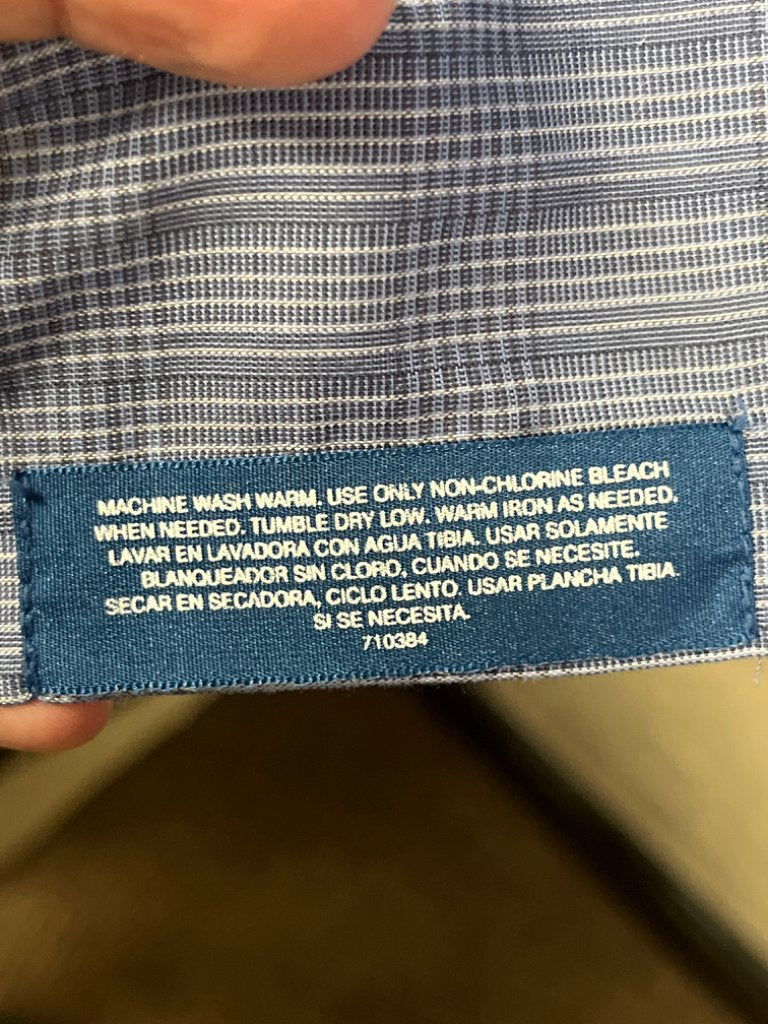 MACHINE WASH WARM. USE ONLY NON-CHLORINE BLEACH
WHEN NEEDED. TUMBLE DRY LOW. WARM IRON AS NEEDED.
LAVAR EN LAVADORA CON AGUA TIBIA. USAR SOLAMENTE
BLANQUEADOR SIN CLORO, CUANDO SE NECESITE.
SECAR EN SECADORA, CICLO LENTO. USAR PLANCHA TIBIA.
SI SE NECESITA.
710384